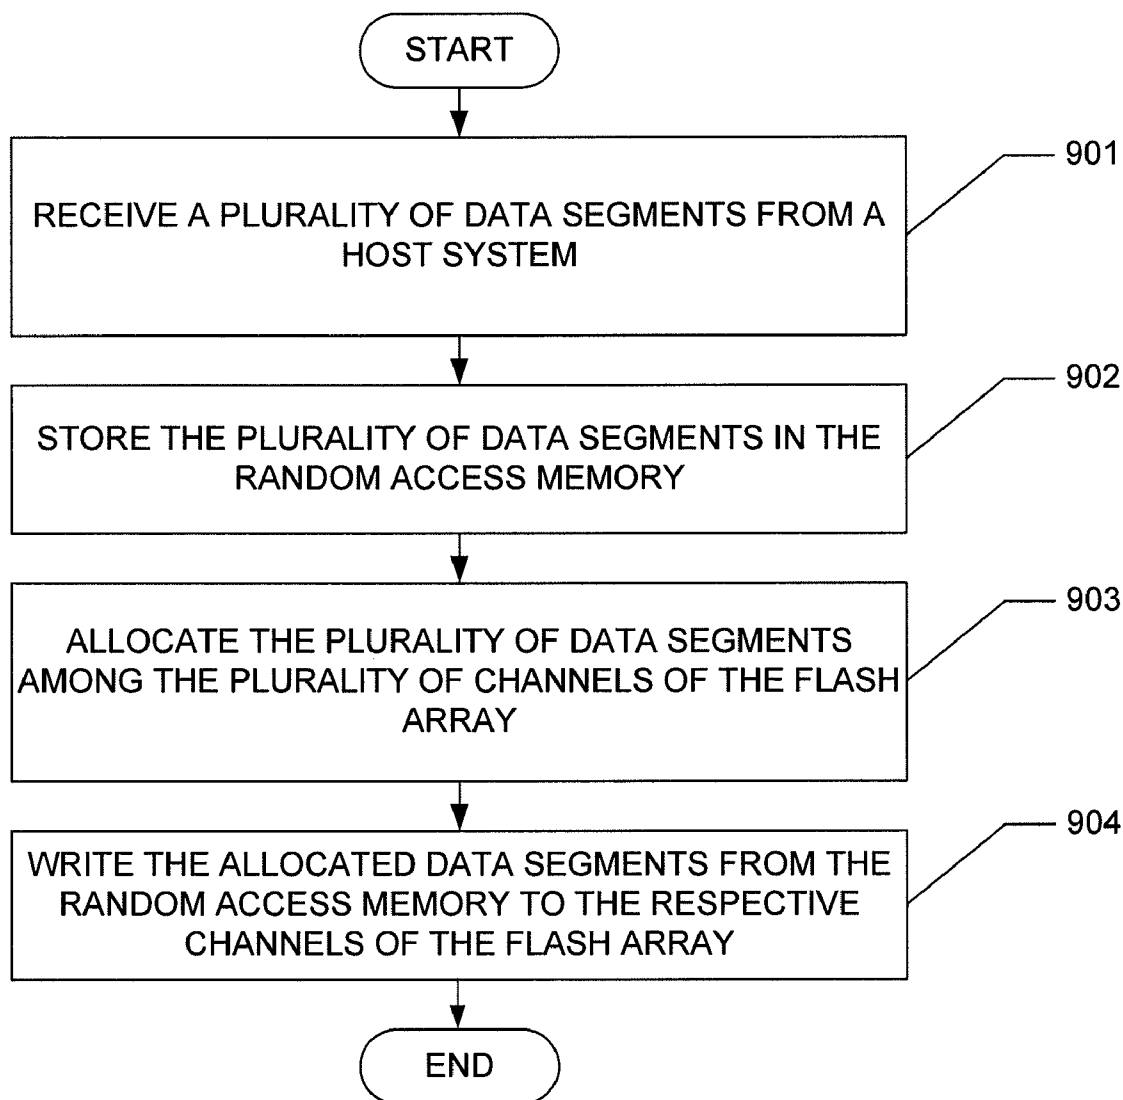 START
RECEIVE A PLURALITY OF DATA SEGMENTS FROM A
HOST SYSTEM
901
STORE THE PLURALITY OF DATA SEGMENTS IN THE
RANDOM ACCESS MEMORY
902
ALLOCATE THE PLURALITY OF DATA SEGMENTS
AMONG THE PLURALITY OF CHANNELS OF THE FLASH
ARRAY
903
WRITE THE ALLOCATED DATA SEGMENTS FROM THE
RANDOM ACCESS MEMORY TO THE RESPECTIVE
CHANNELS OF THE FLASH ARRAY
904
END